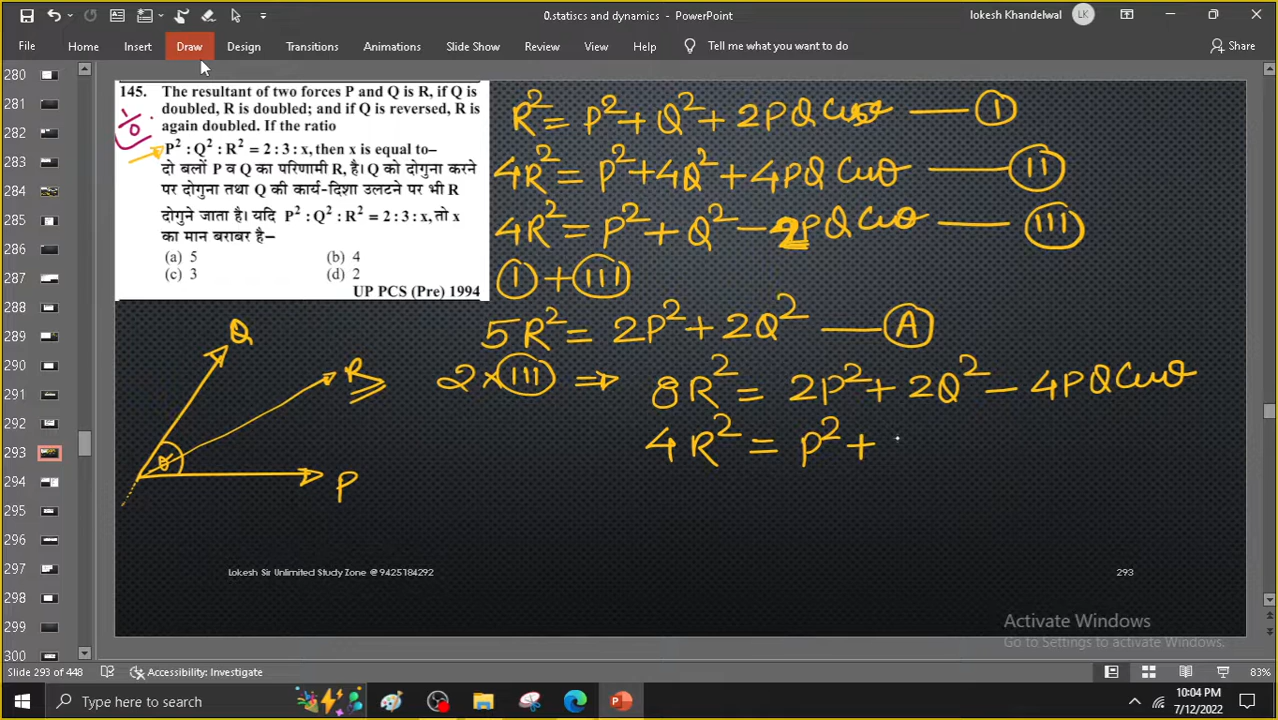 0.statiscs and dynamics - PowerPoint
lokesh Khandelwal
LK
File Home Insert Draw Design Transitions Animations Slide Show Review View Help Tell me what you want to do Share
280
281
282
283
284
285
286
287
288
289
290
291
292
293
294
295
296
297
298
299
300
145. The resultant of two forces P and Q is R, if Q is
doubled, R is doubled; and if Q is reversed, R is
again doubled. If the ratio
P² : Q² : R² = 2 : 3 : x, then x is equal to–
दो बलों P व Q का परिणामी R, है। Q को दोगुना करने
पर दोगुना तथा Q की कार्य-दिशा उलटने पर भी R
दोगुने जाता है। यदि P² : Q² : R² = 2 : 3 : x, तो x
का मान बराबर है–
(a) 5 (b) 4
(c) 3 (d) 2
UP PCS (Pre) 1994
R² = P² + Q² + 2PQ Cosθ — I
4R² = P² + 4Q² + 4PQ Cosθ — II
4R² = P² + Q² − 2PQ Cosθ — III
I + III
5R² = 2P² + 2Q² — A
2 × III ⇒ 8R² = 2P² + 2Q² − 4PQ Cosθ
4R² = P² +
Q
R
θ
P
Lokesh Sir Unlimited Study Zone @ 9425184292
293
Activate Windows
Go to Settings to activate Windows.
Slide 293 of 448
Accessibility: Investigate
83%
Type here to search
10:04 PM
7/12/2022